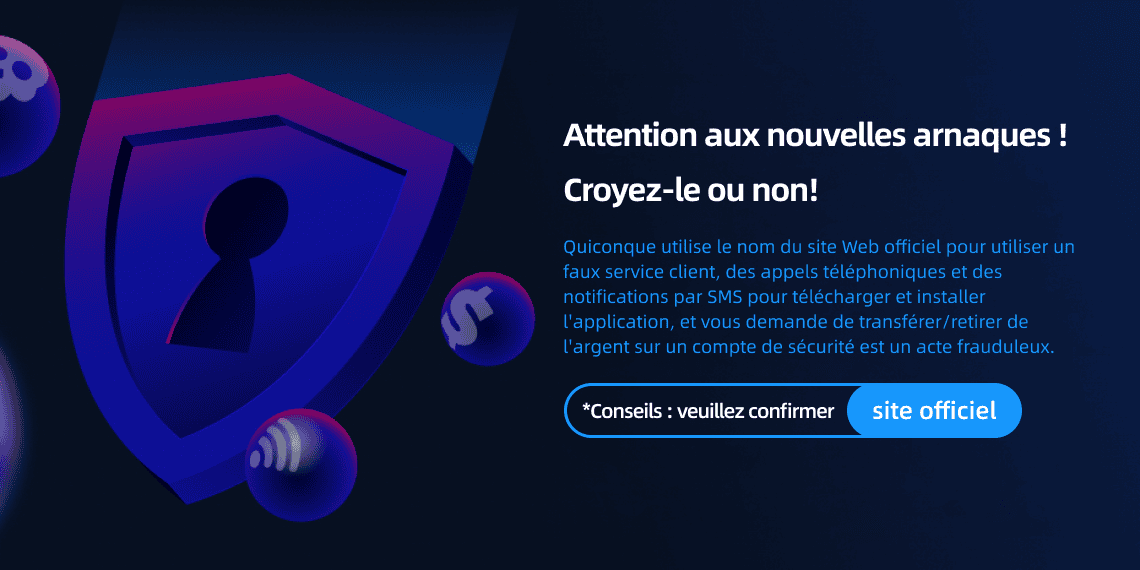 Attention aux nouvelles arnaques !
Croyez-le ou non!
Quiconque utilise le nom du site Web officiel pour utiliser un
faux service client, des appels téléphoniques et des
notifications par SMS pour télécharger et installer
l'application, et vous demande de transférer/retirer de
l'argent sur un compte de sécurité est un acte frauduleux.
*Conseils : veuillez confirmer site officiel